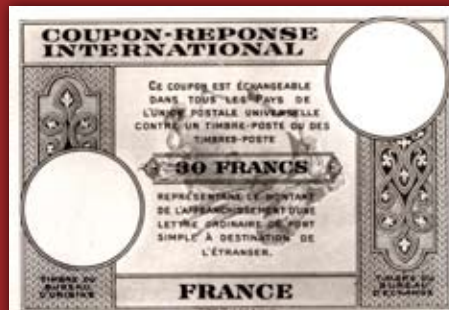 COUPON-REPONSE
INTERNATIONAL
CE COUPON EST ÉCHANGEABLE
DANS TOUS LES PAYS DE
L'UNION POSTALE UNIVERSELLE
CONTRE UN TIMBRE-POSTE OU DES
TIMBRES-POSTE
30 FRANCS
REPRÉSENTANT LE MONTANT
DE L'AFFRANCHISSEMENT D'UNE
LETTRE ORDINAIRE DE PORT
SIMPLE À DESTINATION DE
L'ÉTRANGER.
TIMBRE DU
BUREAU
D'ORIGINE
TIMBRE DU
BUREAU
D'ÉCHANGE
FRANCE